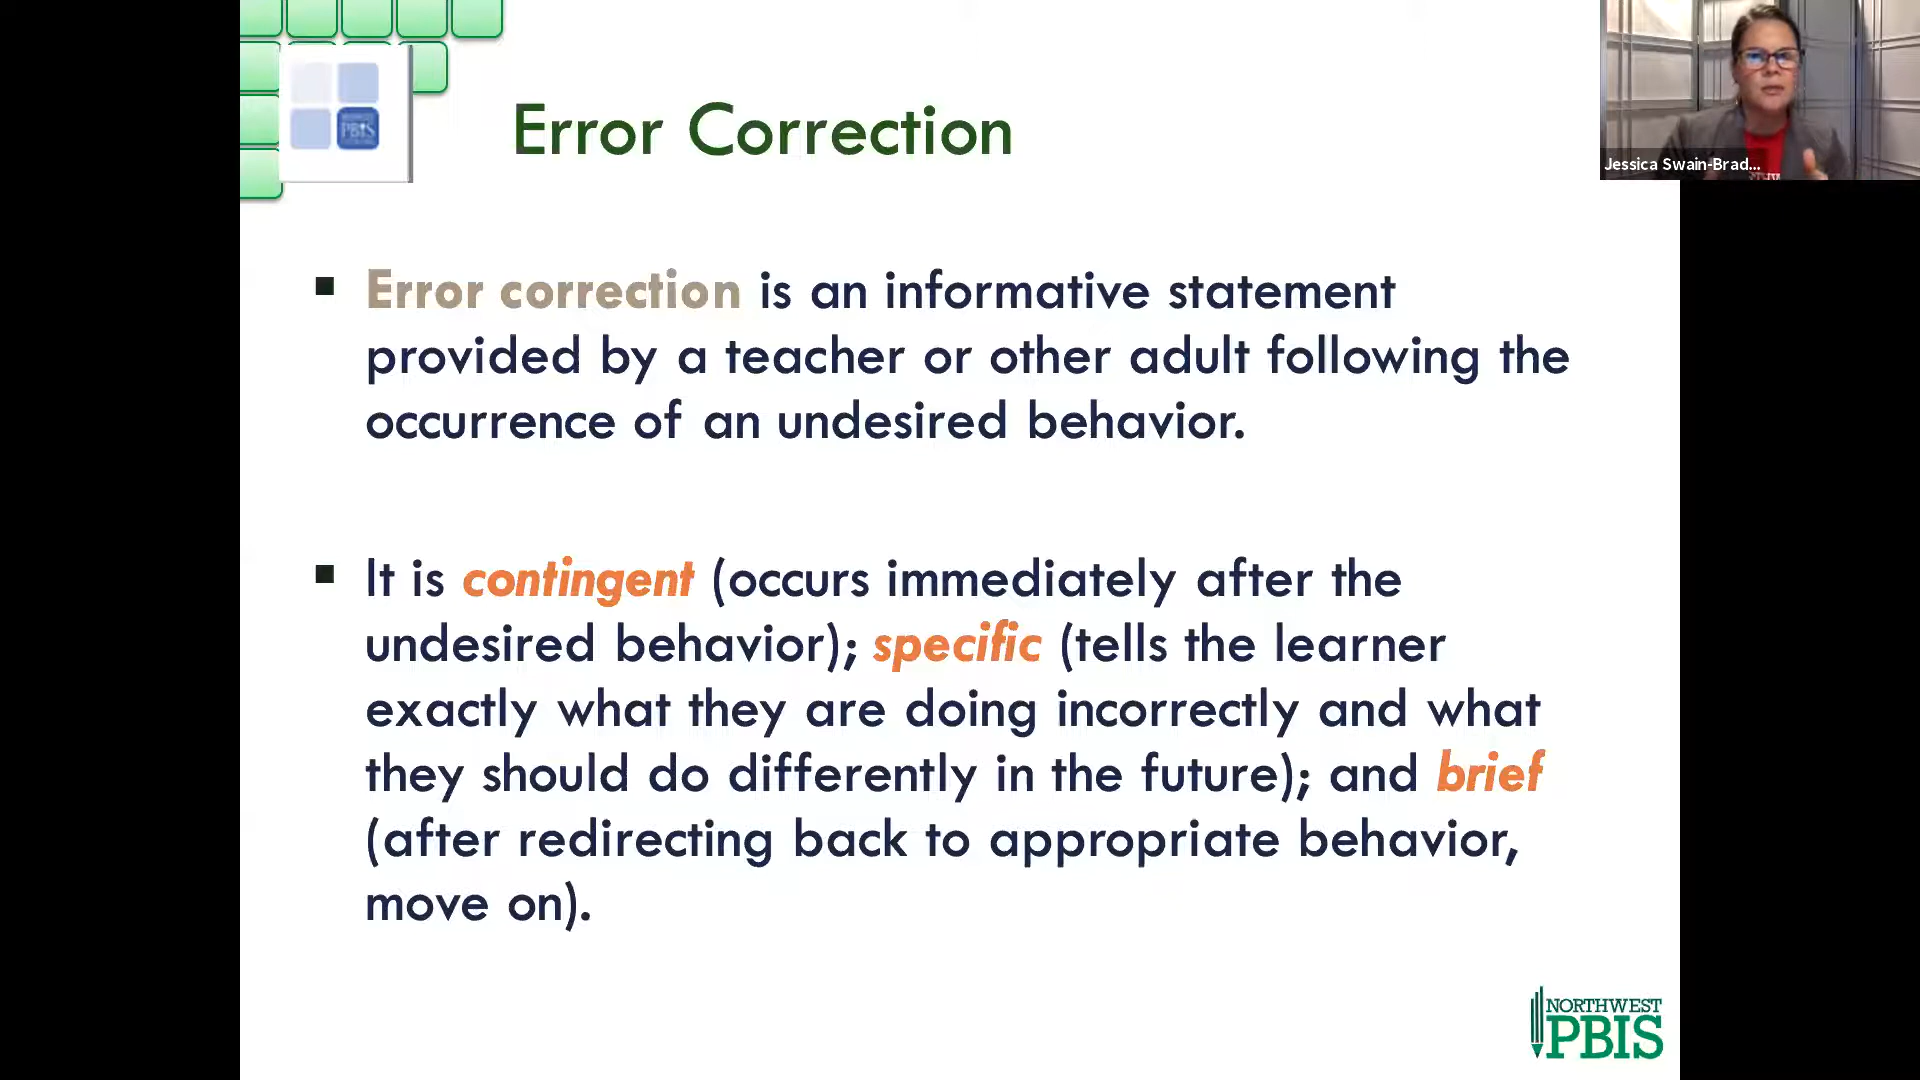 Error Correction
Jessica Swain-Brad...
PBIS
▪ Error correction is an informative statement
provided by a teacher or other adult following the
occurrence of an undesired behavior.
▪ It is contingent (occurs immediately after the
undesired behavior); specific (tells the learner
exactly what they are doing incorrectly and what
they should do differently in the future); and brief
(after redirecting back to appropriate behavior,
move on).
NORTHWEST
PBIS